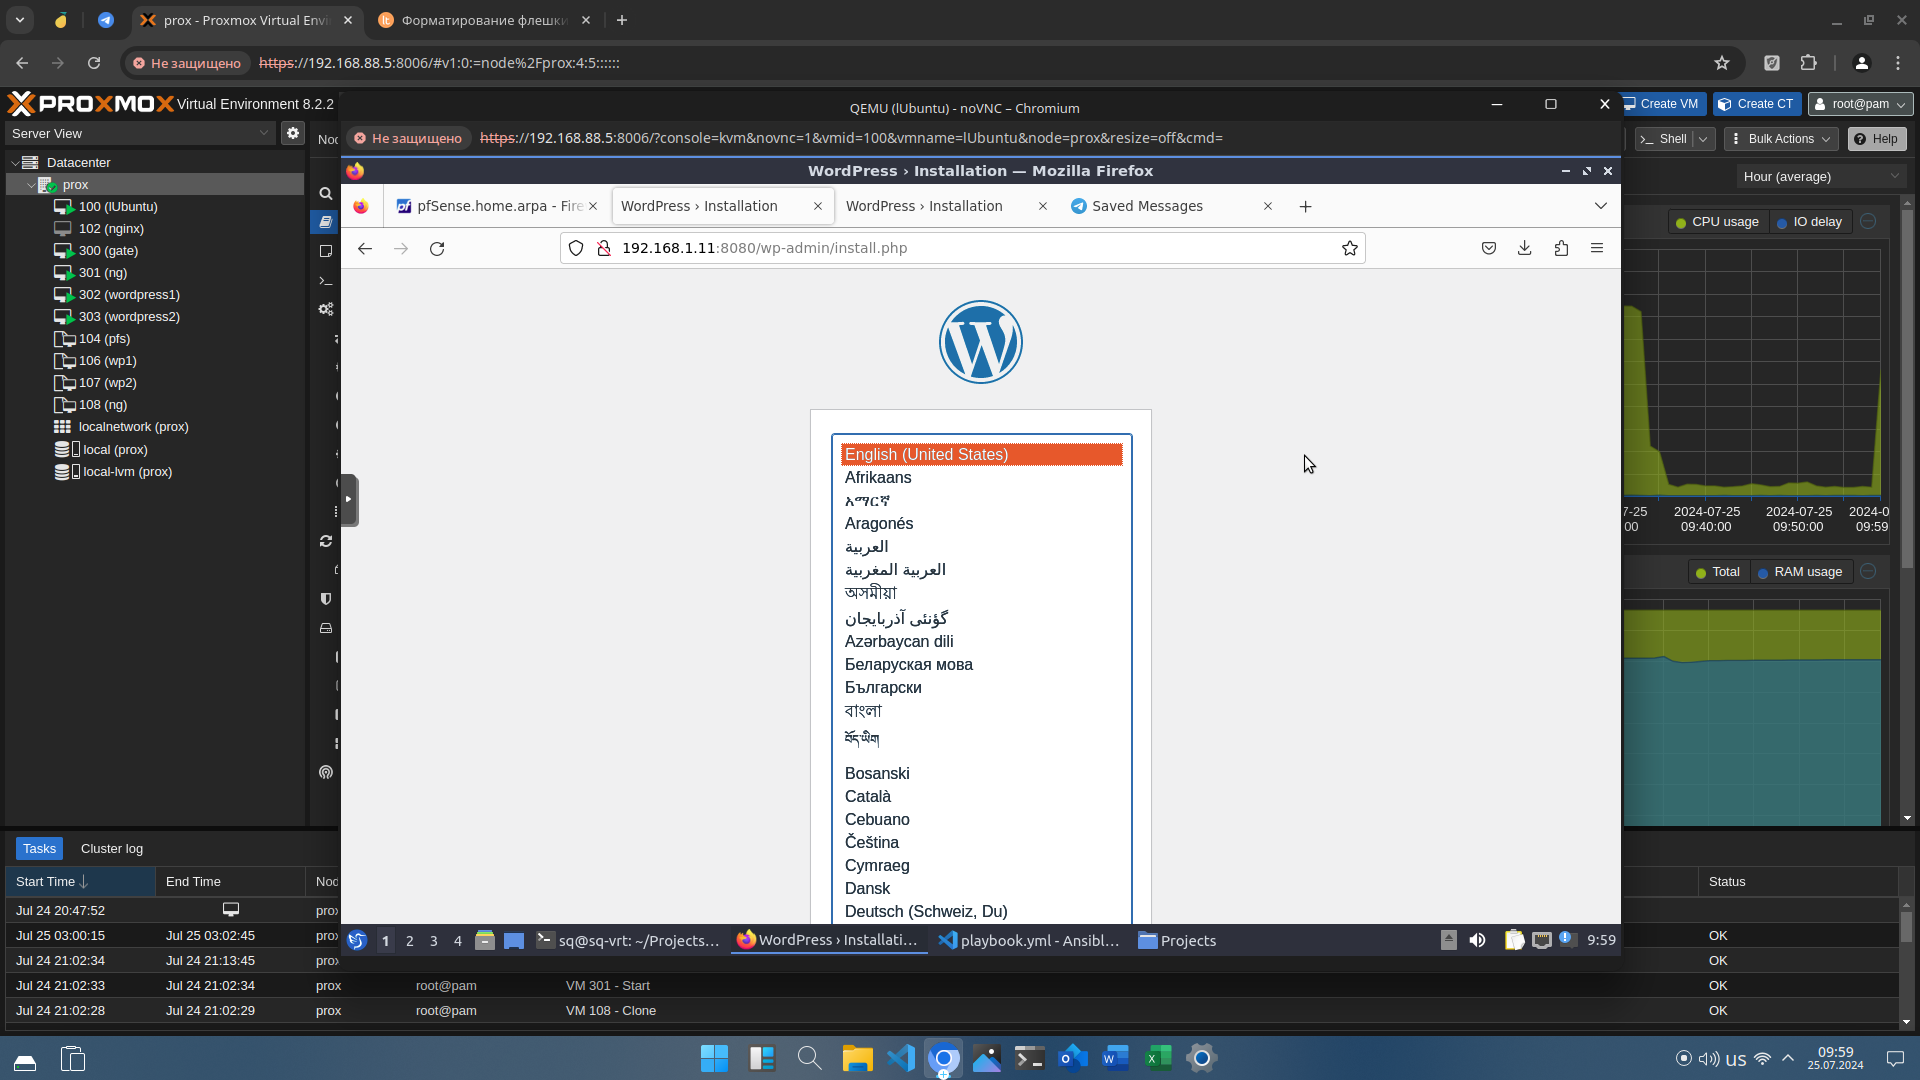 prox - Proxmox Virtual Envi
Форматирование флешки
Не защищено
https://192.168.88.5:8006/#v1:0:=node%2Fprox:4:5::::::
PROXMOX Virtual Environment 8.2.2
Create VM
Create CT
root@pam
Server View
Nod
Shell
Bulk Actions
Help
Hour (average)
Datacenter
prox
100 (lUbuntu)
102 (nginx)
300 (gate)
301 (ng)
302 (wordpress1)
303 (wordpress2)
104 (pfs)
106 (wp1)
107 (wp2)
108 (ng)
localnetwork (prox)
local (prox)
local-lvm (prox)
QEMU (lUbuntu) - noVNC – Chromium
Не защищено
https://192.168.88.5:8006/?console=kvm&novnc=1&vmid=100&vmname=lUbuntu&node=prox&resize=off&cmd=
WordPress › Installation — Mozilla Firefox
pfSense.home.arpa - Fire
WordPress › Installation
WordPress › Installation
Saved Messages
192.168.1.11:8080/wp-admin/install.php
English (United States)
Afrikaans
አማርኛ
Aragonés
العربية
العربية المغربية
অসমীয়া
گؤنئی آذربایجان
Azərbaycan dili
Беларуская мова
Български
বাংলা
བོད་ཡིག
Bosanski
Català
Cebuano
Čeština
Cymraeg
Dansk
Deutsch (Schweiz, Du)
CPU usage
IO delay
7-25
00
2024-07-25
09:40:00
2024-07-25
09:50:00
2024-0
09:59
Total
RAM usage
1
2
3
4
sq@sq-vrt: ~/Projects...
WordPress › Installati...
playbook.yml - Ansibl...
Projects
9:59
Tasks
Cluster log
Start Time
End Time
Nod
Status
Jul 24 20:47:52
prox
Jul 25 03:00:15
Jul 25 03:02:45
prox
OK
Jul 24 21:02:34
Jul 24 21:13:45
prox
OK
Jul 24 21:02:33
Jul 24 21:02:34
prox
root@pam
VM 301 - Start
OK
Jul 24 21:02:28
Jul 24 21:02:29
prox
root@pam
VM 108 - Clone
OK
us
09:59
25.07.2024